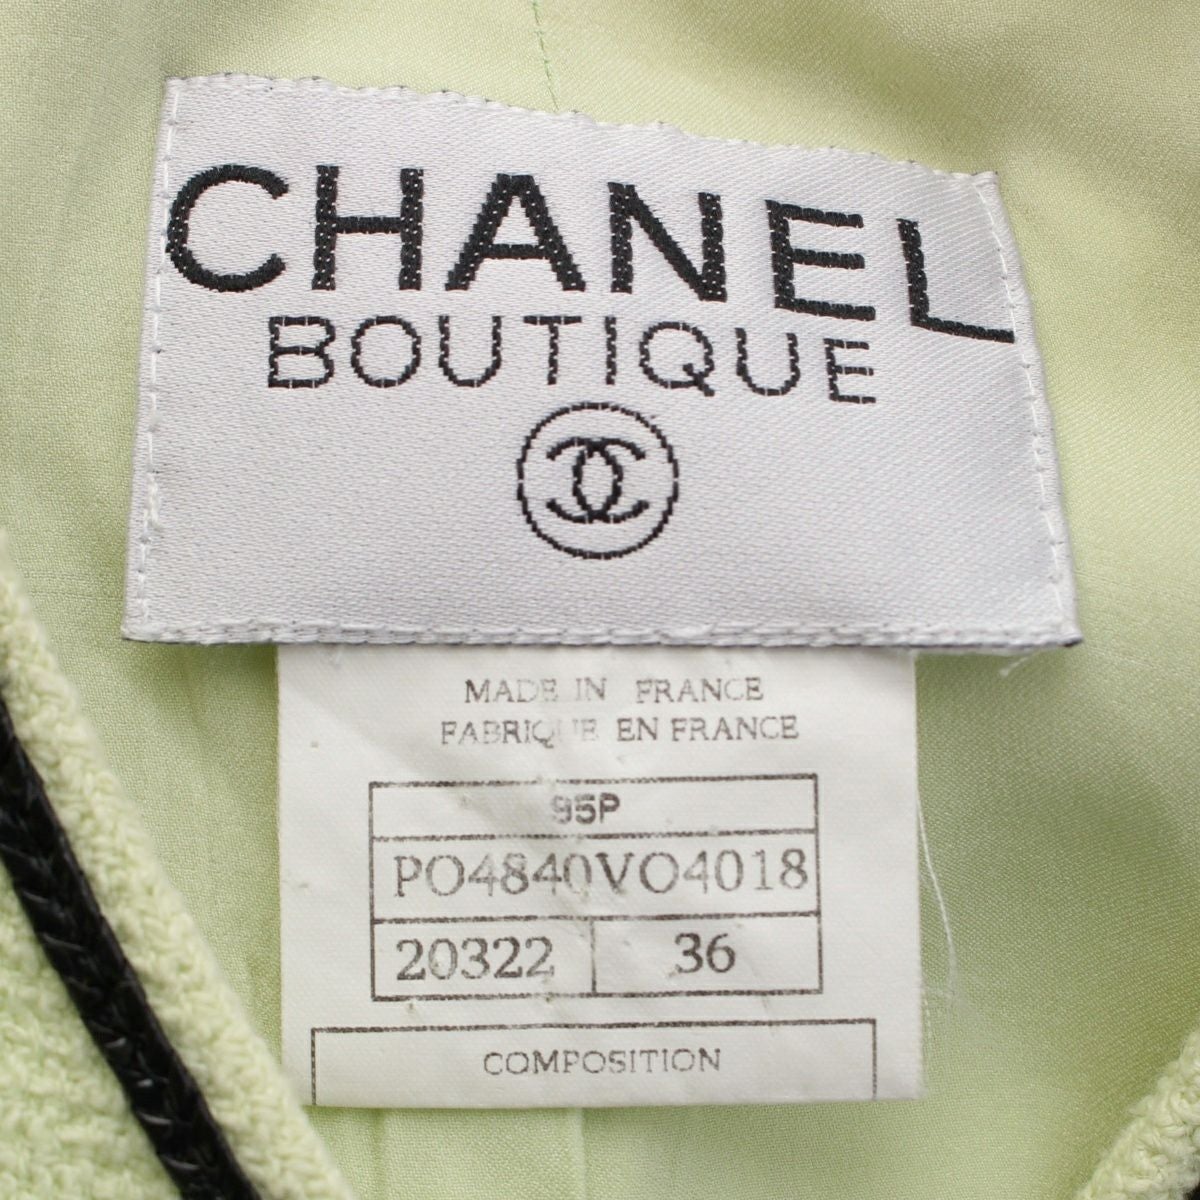 CHANEL
BOUTIQUE
MADE IN FRANCE
FABRIQUE EN FRANCE
95P
PO4840VO4018
20322 36
COMPOSITION